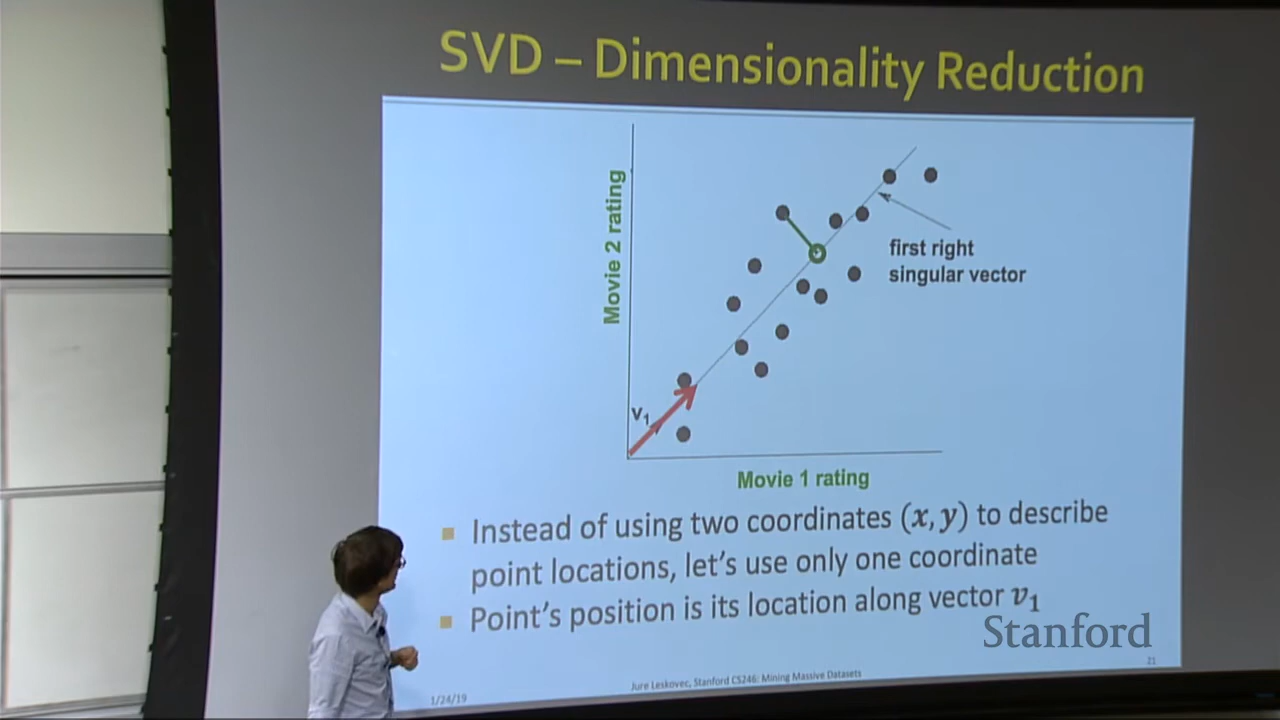 SVD – Dimensionality Reduction
Movie 2 rating
first right
singular vector
v1
Movie 1 rating
Instead of using two coordinates (x, y) to describe
point locations, let's use only one coordinate
Point's position is its location along vector v1
Stanford
21
Jure Leskovec, Stanford CS246: Mining Massive Datasets
1/24/19